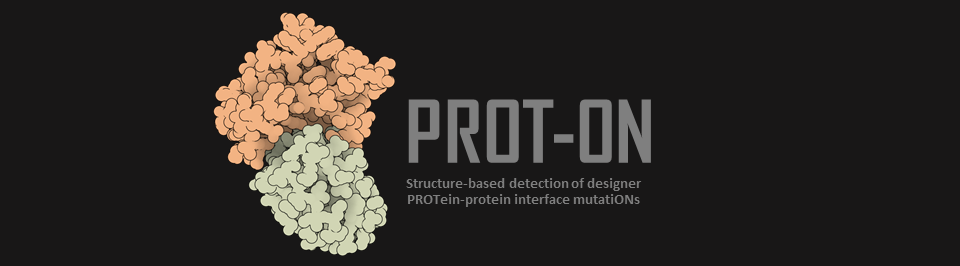 PROT-ON
Structure-based detection of designer
PROTein-protein interface mutatiONs